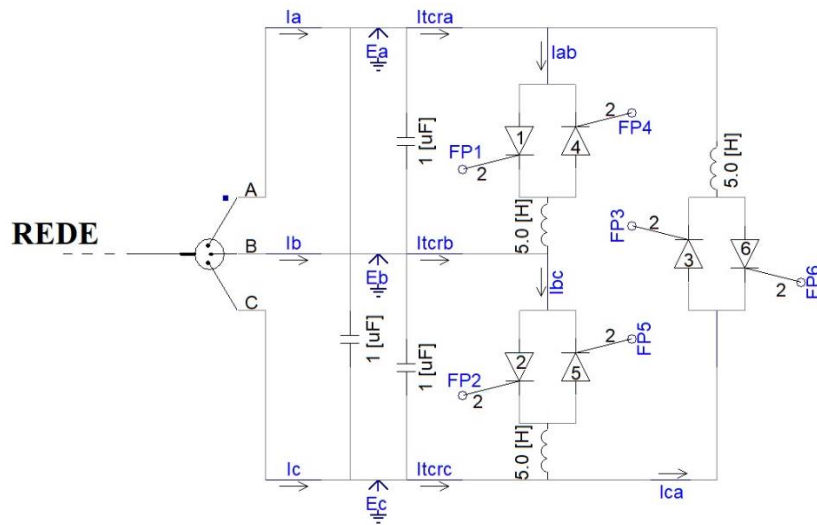 Ia
Itcra
Ea
Iab
1 [uF]
FP1
2
1
4
2
FP4
5.0 [H]
A
REDE
B
C
Ib
Itcrb
Eb
5.0 [H]
Ibc
FP3
2
3
6
2
FP6
1 [uF]
1 [uF]
FP2
2
2
5
2
FP5
5.0 [H]
Ic
Itcrc
Ec
Ica